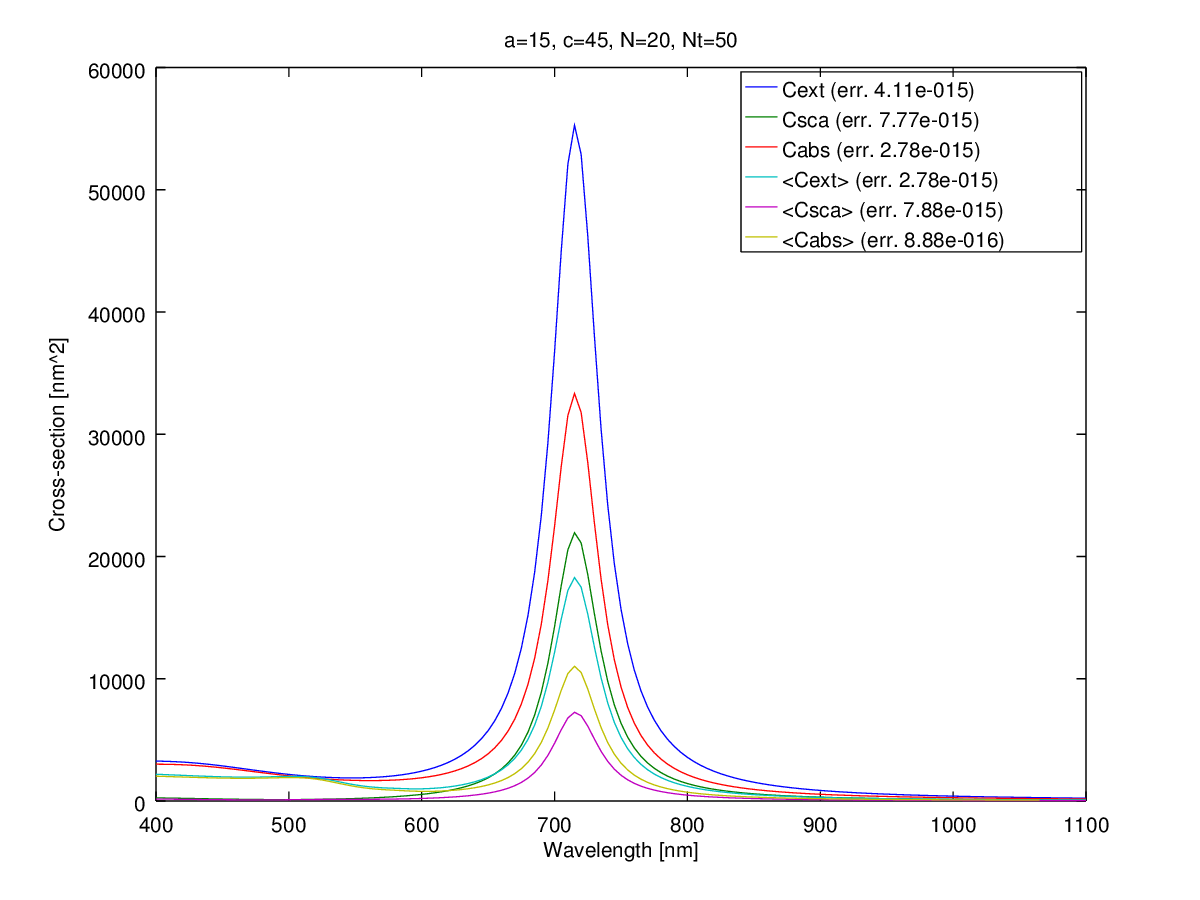 a=15, c=45, N=20, Nt=50
60000
50000
40000
30000
20000
10000
0
Cross-section [nm^2]
Cext (err. 4.11e-015)
Csca (err. 7.77e-015)
Cabs (err. 2.78e-015)
<Cext> (err. 2.78e-015)
<Csca> (err. 7.88e-015)
<Cabs> (err. 8.88e-016)
400 500 600 700 800 900 1000 1100
Wavelength [nm]